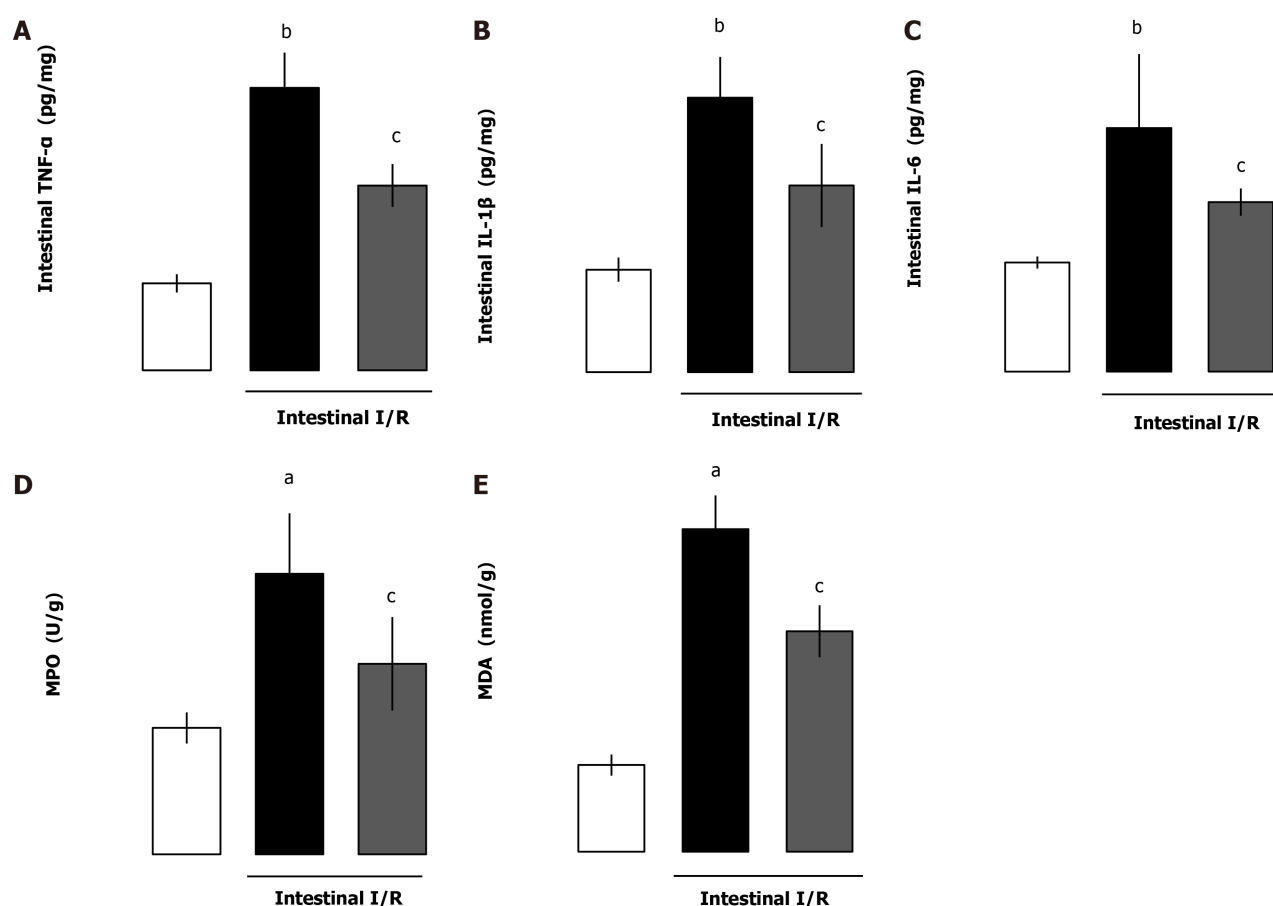 A
b
c
Intestinal TNF-α (pg/mg)
Intestinal I/R
B
b
c
Intestinal IL-1β (pg/mg)
Intestinal I/R
C
b
c
Intestinal IL-6 (pg/mg)
Intestinal I/R
D
a
c
MPO (U/g)
Intestinal I/R
E
a
c
MDA (nmol/g)
Intestinal I/R